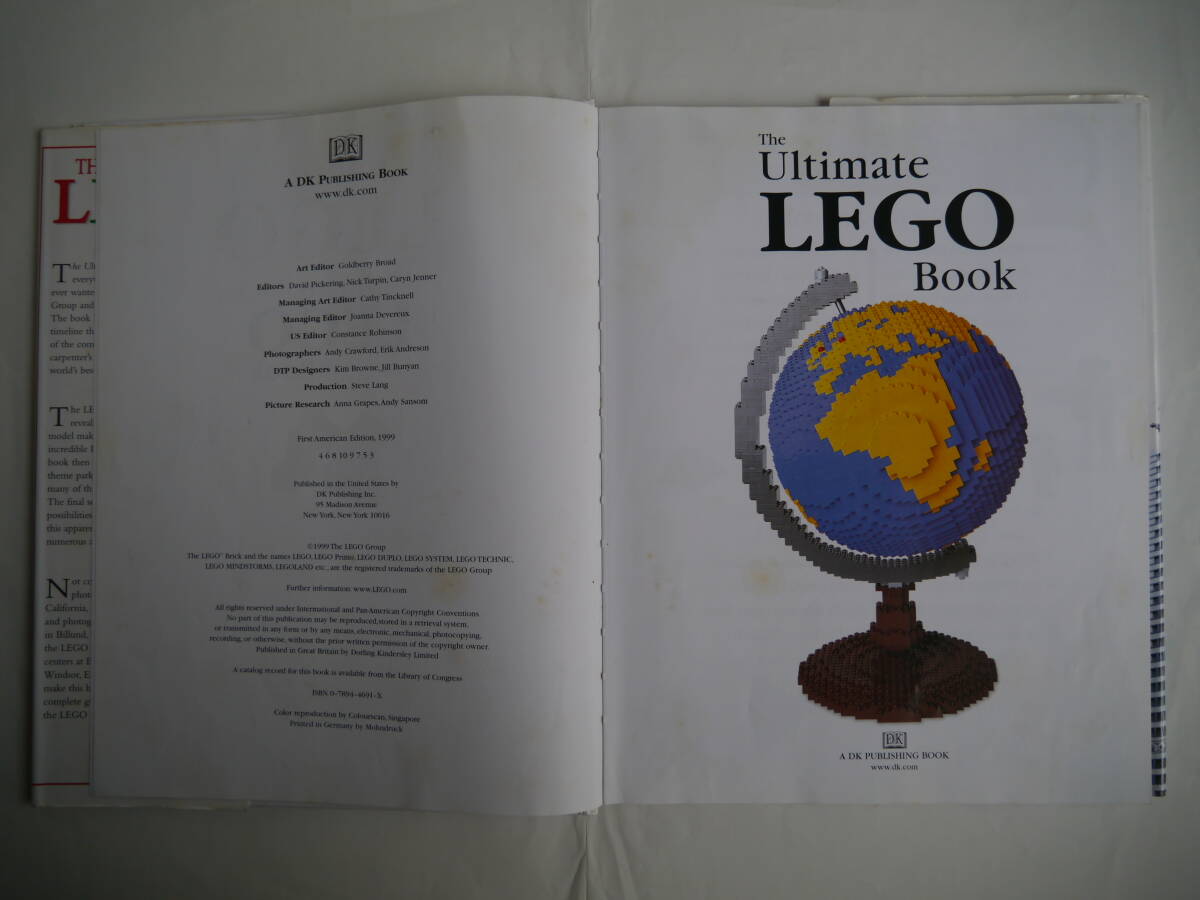 TH
L
The Ul
every
ever wante
Group and
The book
timeline th
of the com
carpenter's
world's bes
The LE
reveal
model mak
incredible l
book then
theme park
many of th
The final se
possibilities
this apparen
numerous a
Not co
phot
California,
and photog
in Billund,
the LEGO
centers at B
Windsor, E
make this b
complete g
the LEGO
DK
A DK PUBLISHING BOOK
www.dk.com
Art Editor Goldberry Broad
Editors David Pickering, Nick Turpin, Caryn Jenner
Managing Art Editor Cathy Tincknell
Managing Editor Joanna Devereux
US Editor Constance Robinson
Photographers Andy Crawford, Erik Andreson
DTP Designers Kim Browne, Jill Bunyan
Production Steve Lang
Picture Research Anna Grapes, Andy Sansom
First American Edition, 1999
4 6 8 10 9 7 5 3
Published in the United States by
DK Publishing Inc.
95 Madison Avenue
New York, New York 10016
©1999 The LEGO Group
The LEGO® Brick and the names LEGO, LEGO Primo, LEGO DUPLO, LEGO SYSTEM, LEGO TECHNIC,
LEGO MINDSTORMS, LEGOLAND etc., are the registered trademarks of the LEGO Group
Further information: www.LEGO.com
All rights reserved under International and Pan-American Copyright Conventions
No part of this publication may be reproduced, stored in a retrieval system,
or transmitted in any form or by any means, electronic, mechanical, photocopying,
recording, or otherwise, without the prior written permission of the copyright owner.
Published in Great Britain by Dorling Kindersley Limited
A catalog record for this book is available from the Library of Congress
ISBN 0-7894-4691-X
Color reproduction by Colourscan, Singapore
Printed in Germany by Mohndruck
The
Ultimate
LEGO
Book
DK
A DK PUBLISHING BOOK
www.dk.com